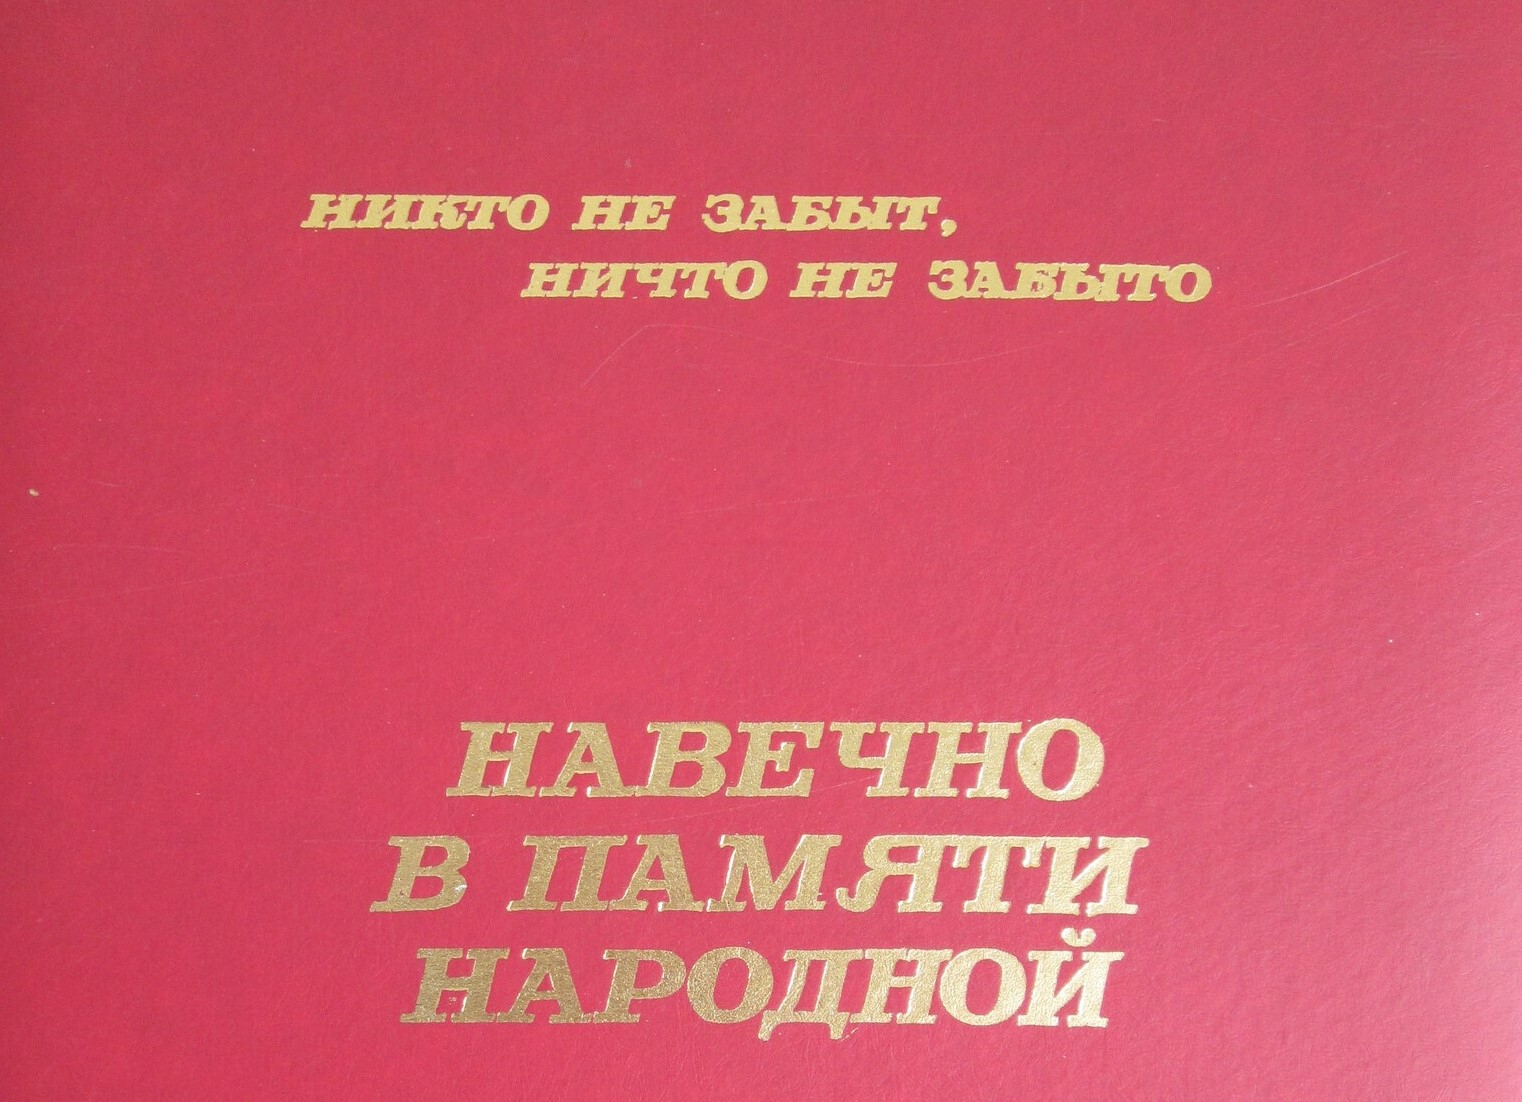 НИКТО НЕ ЗАБЫТ,
НИЧТО НЕ ЗАБЫТО
НАВЕЧНО
В ПАМЯТИ
НАРОДНОЙ